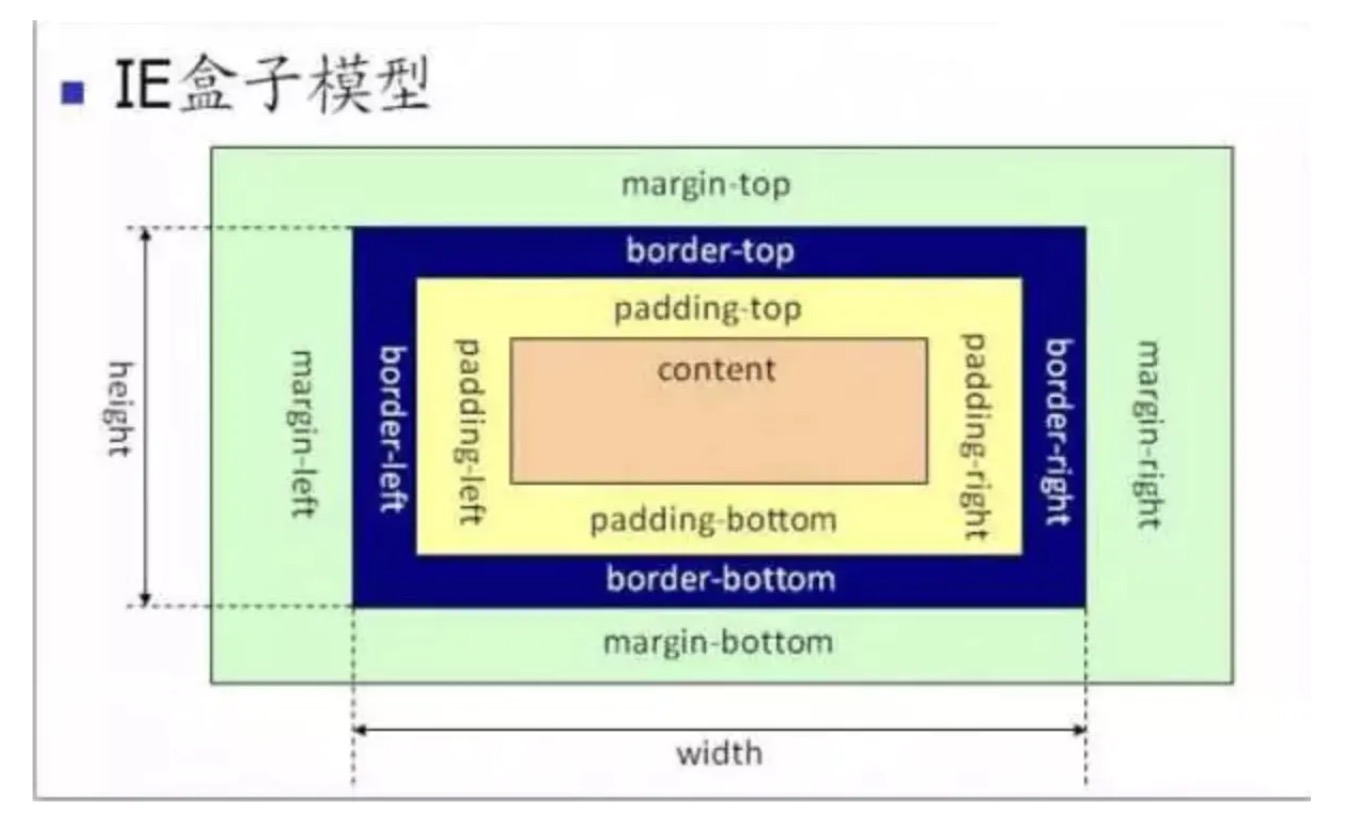 IE盒子模型
margin-top
border-top
padding-top
content
height
margin-left
border-left
padding-left
padding-right
border-right
margin-right
padding-bottom
border-bottom
margin-bottom
width